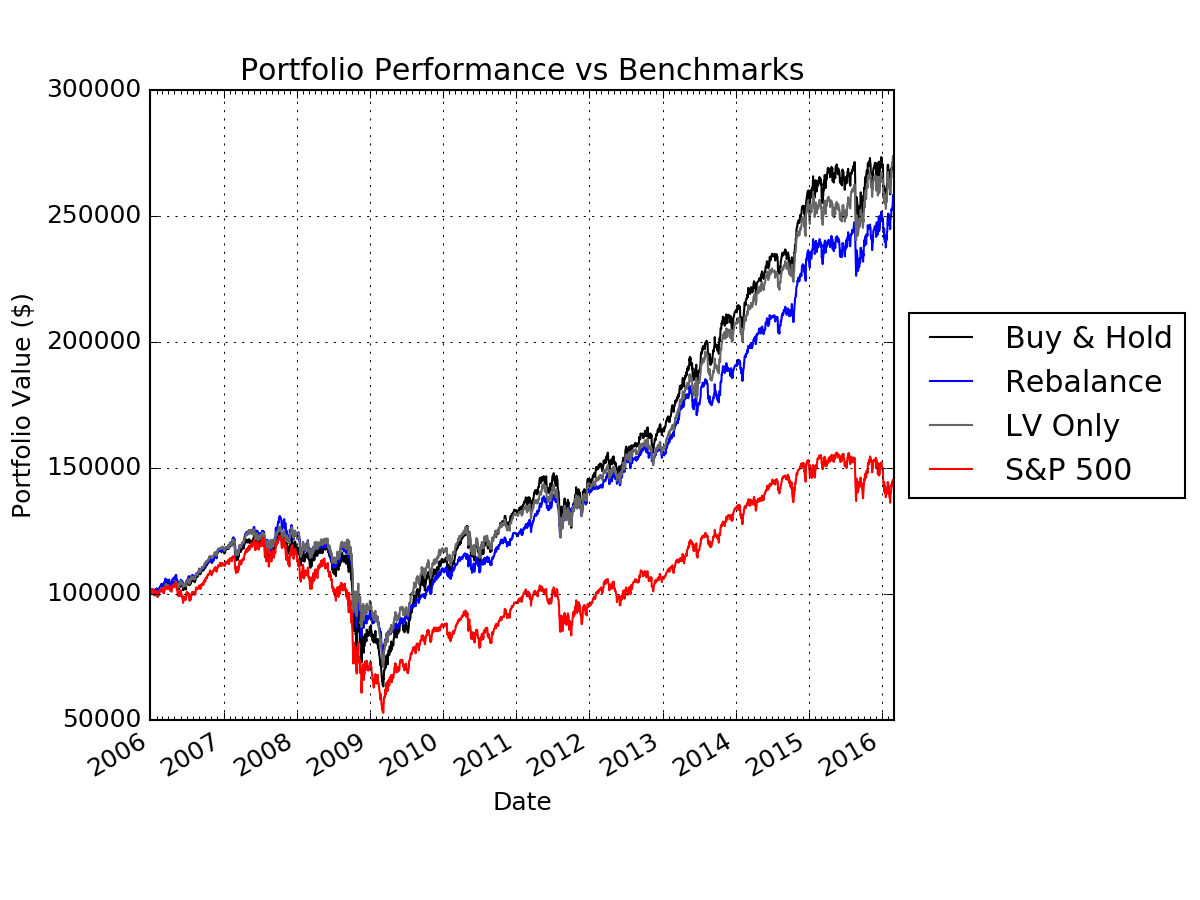 Portfolio Performance vs Benchmarks
300000
250000
200000
150000
100000
50000
Portfolio Value ($)
2006
2007
2008
2009
2010
2011
2012
2013
2014
2015
2016
Date
Buy & Hold
Rebalance
LV Only
S&P 500